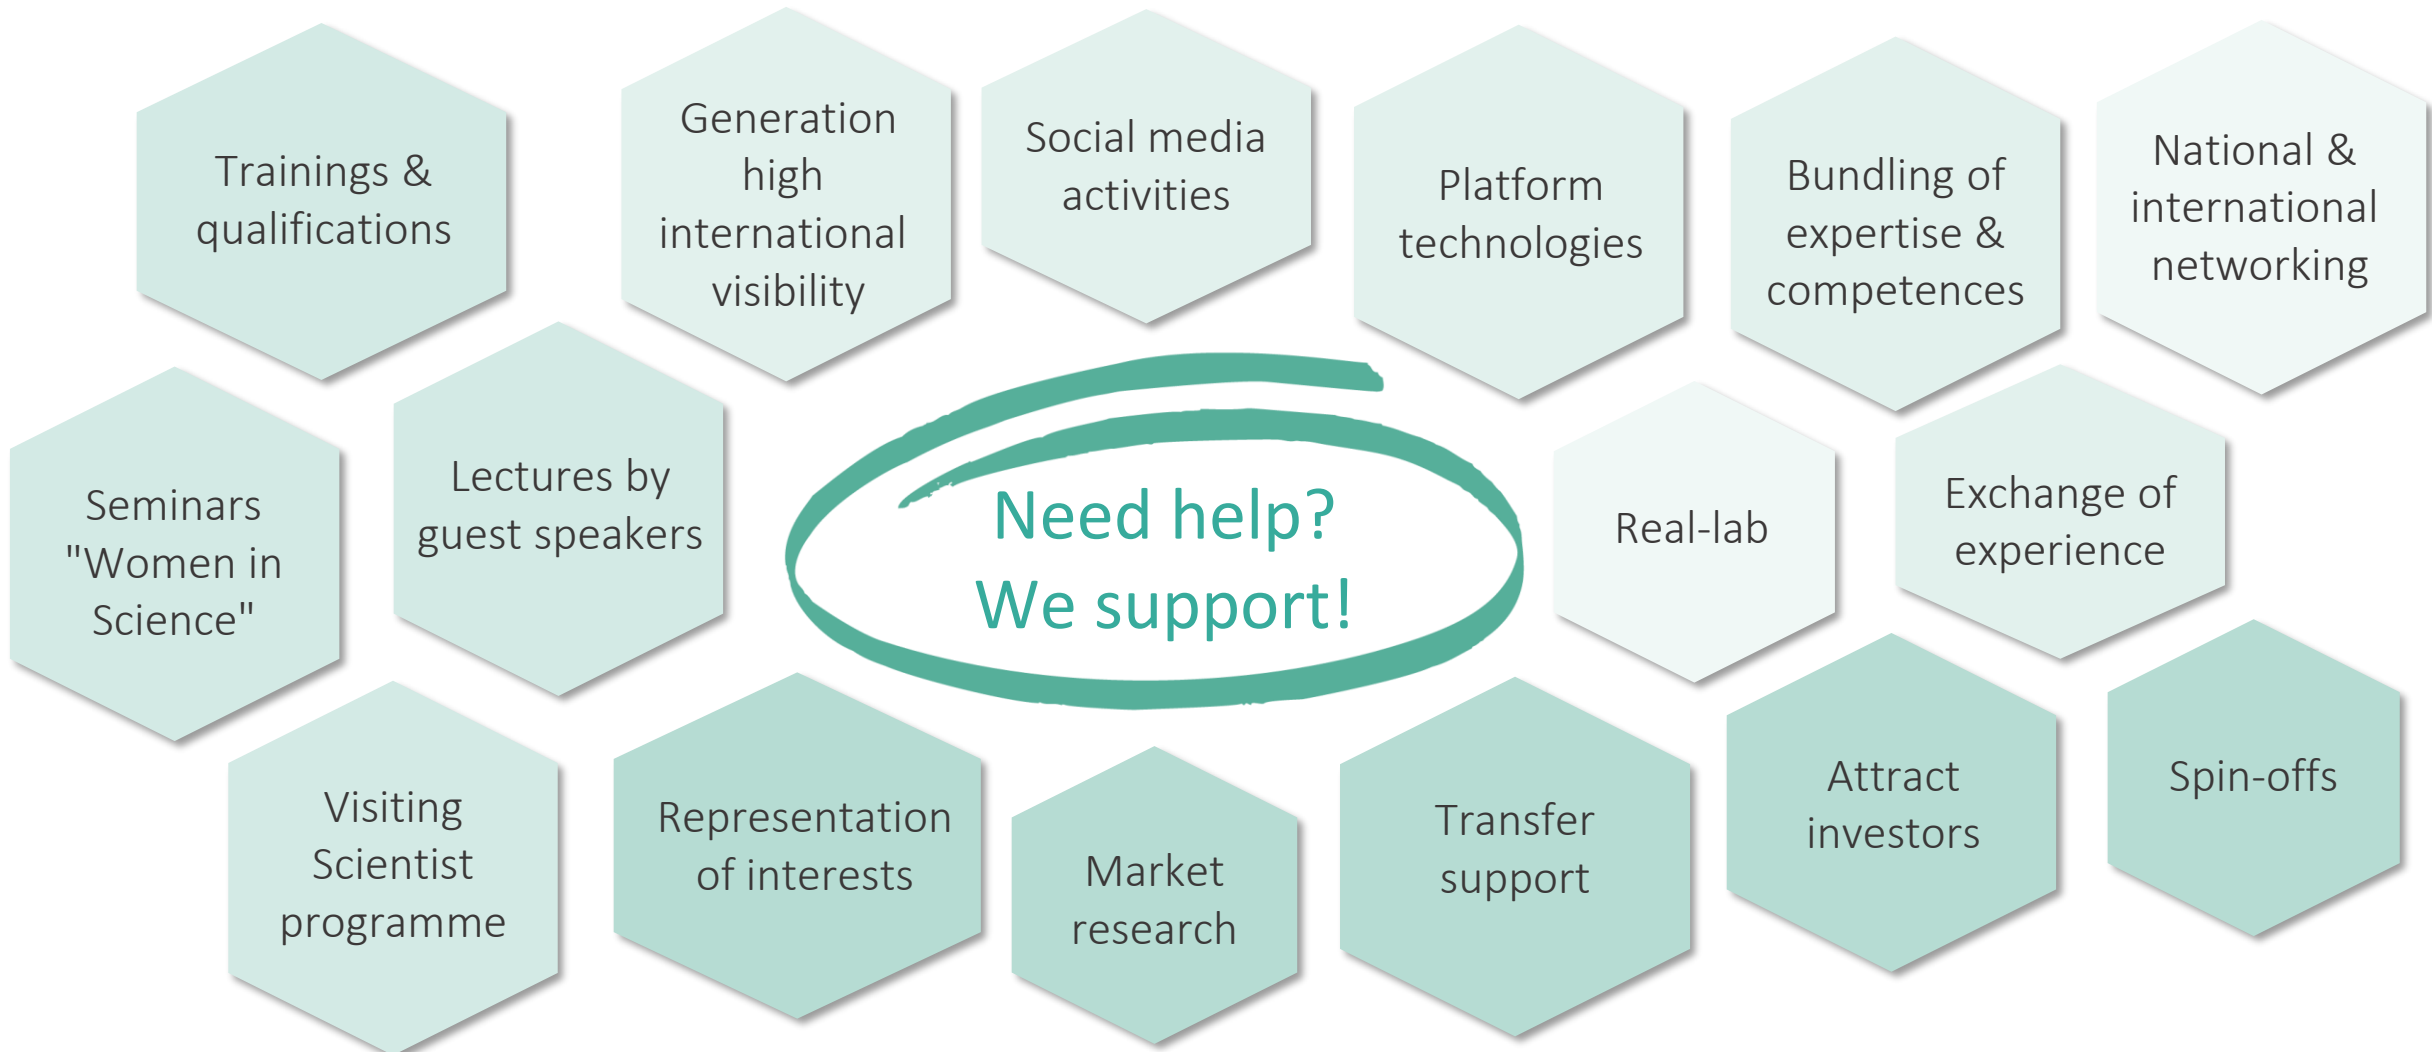 Trainings &
qualifications
Generation
high
international
visibility
Social media
activities
Platform
technologies
Bundling of
expertise &
competences
National &
international
networking
Seminars
"Women in
Science"
Lectures by
guest speakers
Need help?
We support!
Real-lab
Exchange of
experience
Visiting
Scientist
programme
Representation
of interests
Market
research
Transfer
support
Attract
investors
Spin-offs